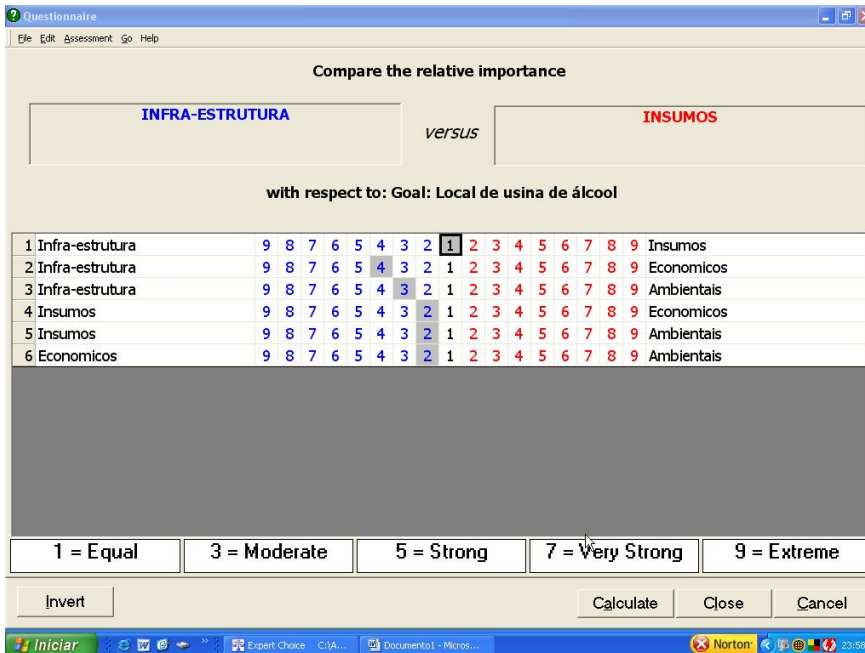 Questionnaire
File Edit Assessment Go Help
Compare the relative importance
INFRA-ESTRUTURA
versus
INSUMOS
with respect to: Goal: Local de usina de álcool
1 Infra-estrutura 9 8 7 6 5 4 3 2 1 2 3 4 5 6 7 8 9 Insumos
2 Infra-estrutura 9 8 7 6 5 4 3 2 1 2 3 4 5 6 7 8 9 Economicos
3 Infra-estrutura 9 8 7 6 5 4 3 2 1 2 3 4 5 6 7 8 9 Ambientais
4 Insumos 9 8 7 6 5 4 3 2 1 2 3 4 5 6 7 8 9 Economicos
5 Insumos 9 8 7 6 5 4 3 2 1 2 3 4 5 6 7 8 9 Ambientais
6 Economicos 9 8 7 6 5 4 3 2 1 2 3 4 5 6 7 8 9 Ambientais
1 = Equal 3 = Moderate 5 = Strong 7 = Very Strong 9 = Extreme
Invert Calculate Close Cancel
Iniciar Expert Choice C:\A... Documento1 - Micros... Norton 23:58